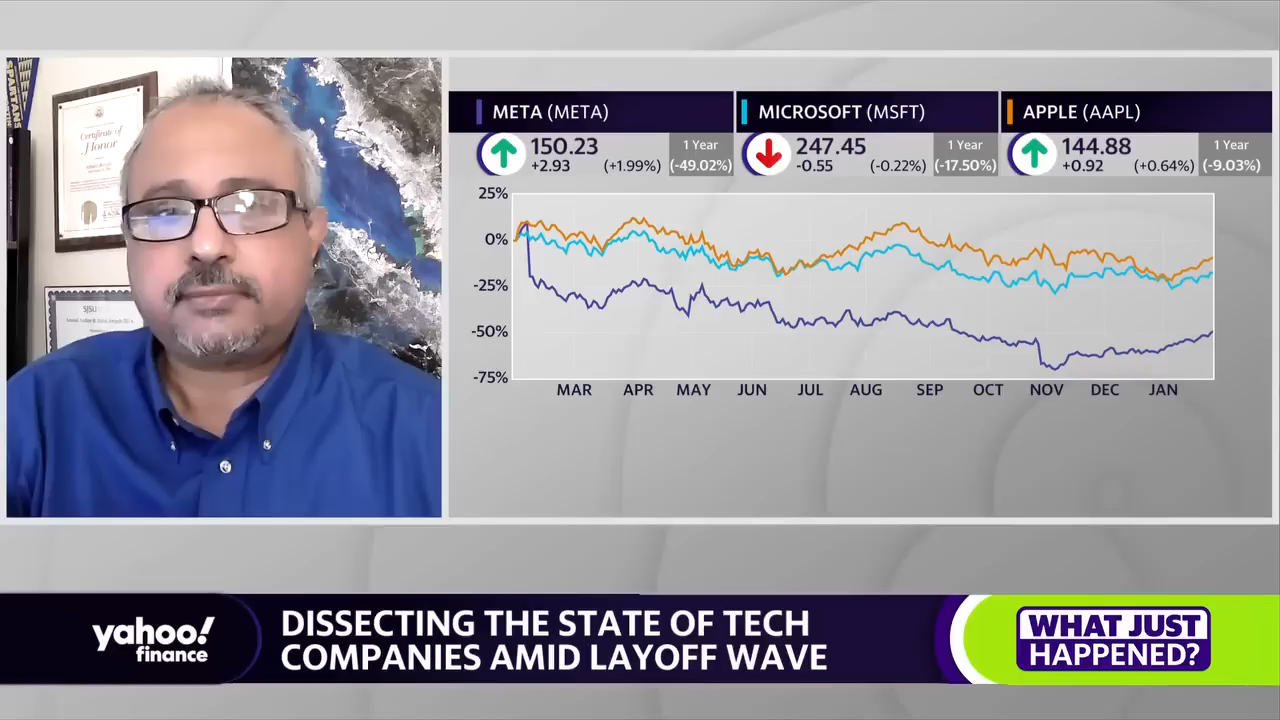 SPARTANS
Certificate of
Honor
SJSU
META (META)
150.23
+2.93 (+1.99%)
1 Year
(-49.02%)
MICROSOFT (MSFT)
247.45
-0.55 (-0.22%)
1 Year
(-17.50%)
APPLE (AAPL)
144.88
+0.92 (+0.64%)
1 Year
(-9.03%)
25%
0%
-25%
-50%
-75%
MAR APR MAY JUN JUL AUG SEP OCT NOV DEC JAN
yahoo!
finance
DISSECTING THE STATE OF TECH
COMPANIES AMID LAYOFF WAVE
WHAT JUST
HAPPENED?